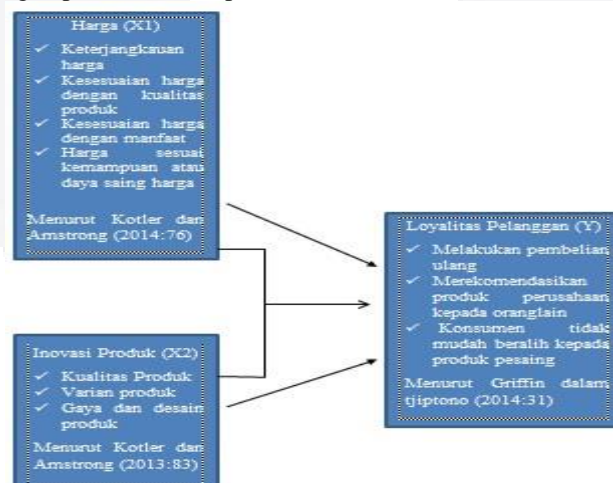 Harga (X1)
✓ Keterjangkauan
harga
✓ Kesesuaian harga
dengan kualitas
produk
✓ Kesesuaian harga
dengan manfaat
✓ Harga sesuai
kemampuan atau
daya saing harga
Menurut Kotler dan
Amstrong (2014:76)
Inovasi Produk (X2)
✓ Kualitas Produk
✓ Varian produk
✓ Gaya dan desain
produk
Menurut Kotler dan
Amstrong (2013:83)
Loyalitas Pelanggan (Y)
✓ Melakukan pembelian
ulang
✓ Merekomendasikan
produk perusahaan
kepada oranglain
✓ Konsumen tidak
mudah beralih kepada
produk pesaing
Menurut Griffin dalam
tjiptono (2014:31)